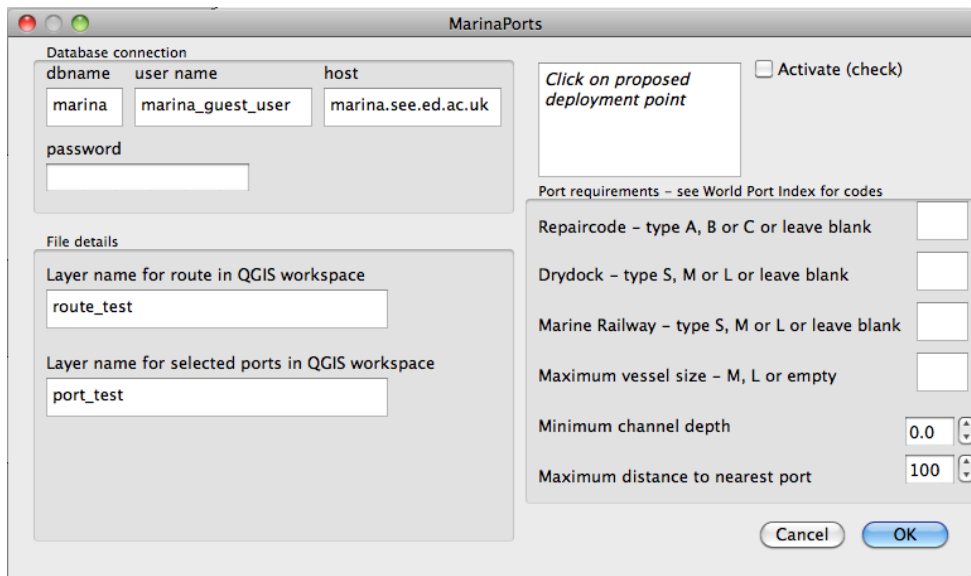 MarinaPorts
Database connection
dbname user name host
marina marina_guest_user marina.see.ed.ac.uk
password
File details
Layer name for route in QGIS workspace
route_test
Layer name for selected ports in QGIS workspace
port_test
Click on proposed
deployment point
Activate (check)
Port requirements – see World Port Index for codes
Repaircode – type A, B or C or leave blank
Drydock – type S, M or L or leave blank
Marine Railway – type S, M or L or leave blank
Maximum vessel size – M, L or empty
Minimum channel depth 0.0
Maximum distance to nearest port 100
Cancel OK